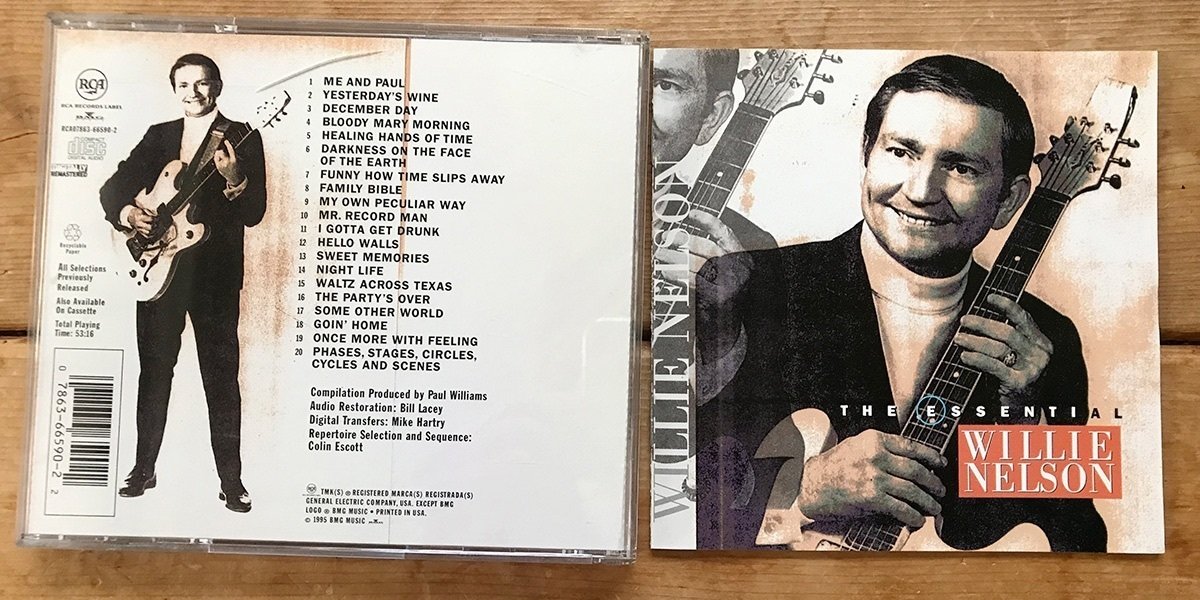 RCA
RCA RECORDS LABEL
BMG
RCA07863-66590-2
COMPACT
disc
DIGITAL AUDIO
REMASTERED
Recyclable
Paper
All Selections
Previously
Released
Also Available
On Cassette
Total Playing
Time: 53:16
0 7863-66590-2 2
1 ME AND PAUL
2 YESTERDAY'S WINE
3 DECEMBER DAY
4 BLOODY MARY MORNING
5 HEALING HANDS OF TIME
6 DARKNESS ON THE FACE
OF THE EARTH
7 FUNNY HOW TIME SLIPS AWAY
8 FAMILY BIBLE
9 MY OWN PECULIAR WAY
10 MR. RECORD MAN
11 I GOTTA GET DRUNK
12 HELLO WALLS
13 SWEET MEMORIES
14 NIGHT LIFE
15 WALTZ ACROSS TEXAS
16 THE PARTY'S OVER
17 SOME OTHER WORLD
18 GOIN' HOME
19 ONCE MORE WITH FEELING
20 PHASES, STAGES, CIRCLES,
CYCLES AND SCENES
Compilation Produced by Paul Williams
Audio Restoration: Bill Lacey
Digital Transfers: Mike Hartry
Repertoire Selection and Sequence:
Colin Escott
TMK(S) ® REGISTERED MARCA(S) REGISTRADA(S)
GENERAL ELECTRIC COMPANY, USA. EXCEPT BMG
LOGO ® BMG MUSIC • PRINTED IN USA.
© 1995 BMG MUSIC
WILLIE NELSON
THE ESSENTIAL
WILLIE
NELSON